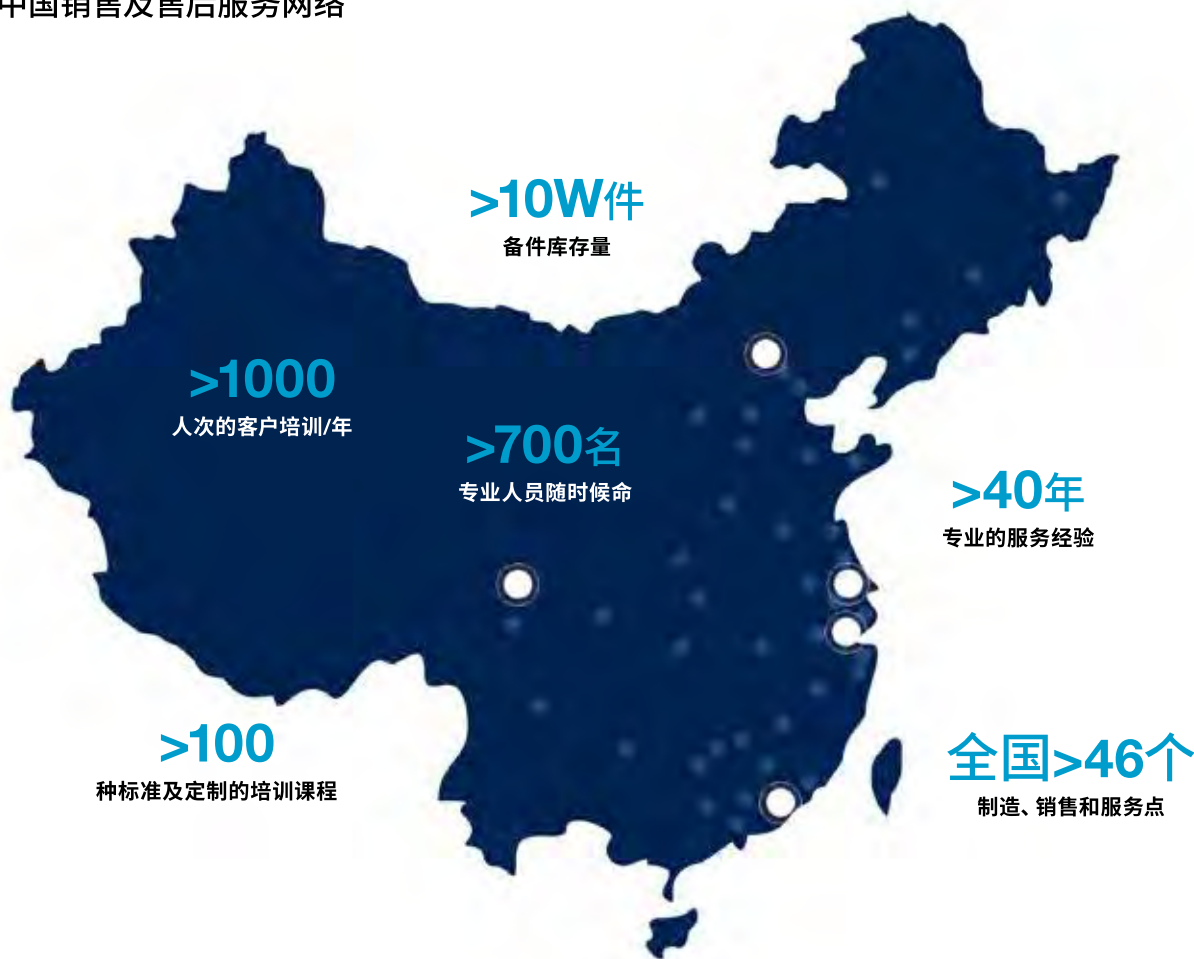 中国销售及售后服务网络
>10W件
备件库存量
>1000
人次的客户培训/年
>700名
专业人员随时候命
>40年
专业的服务经验
>100
种标准及定制的培训课程
全国>46个
制造、销售和服务点